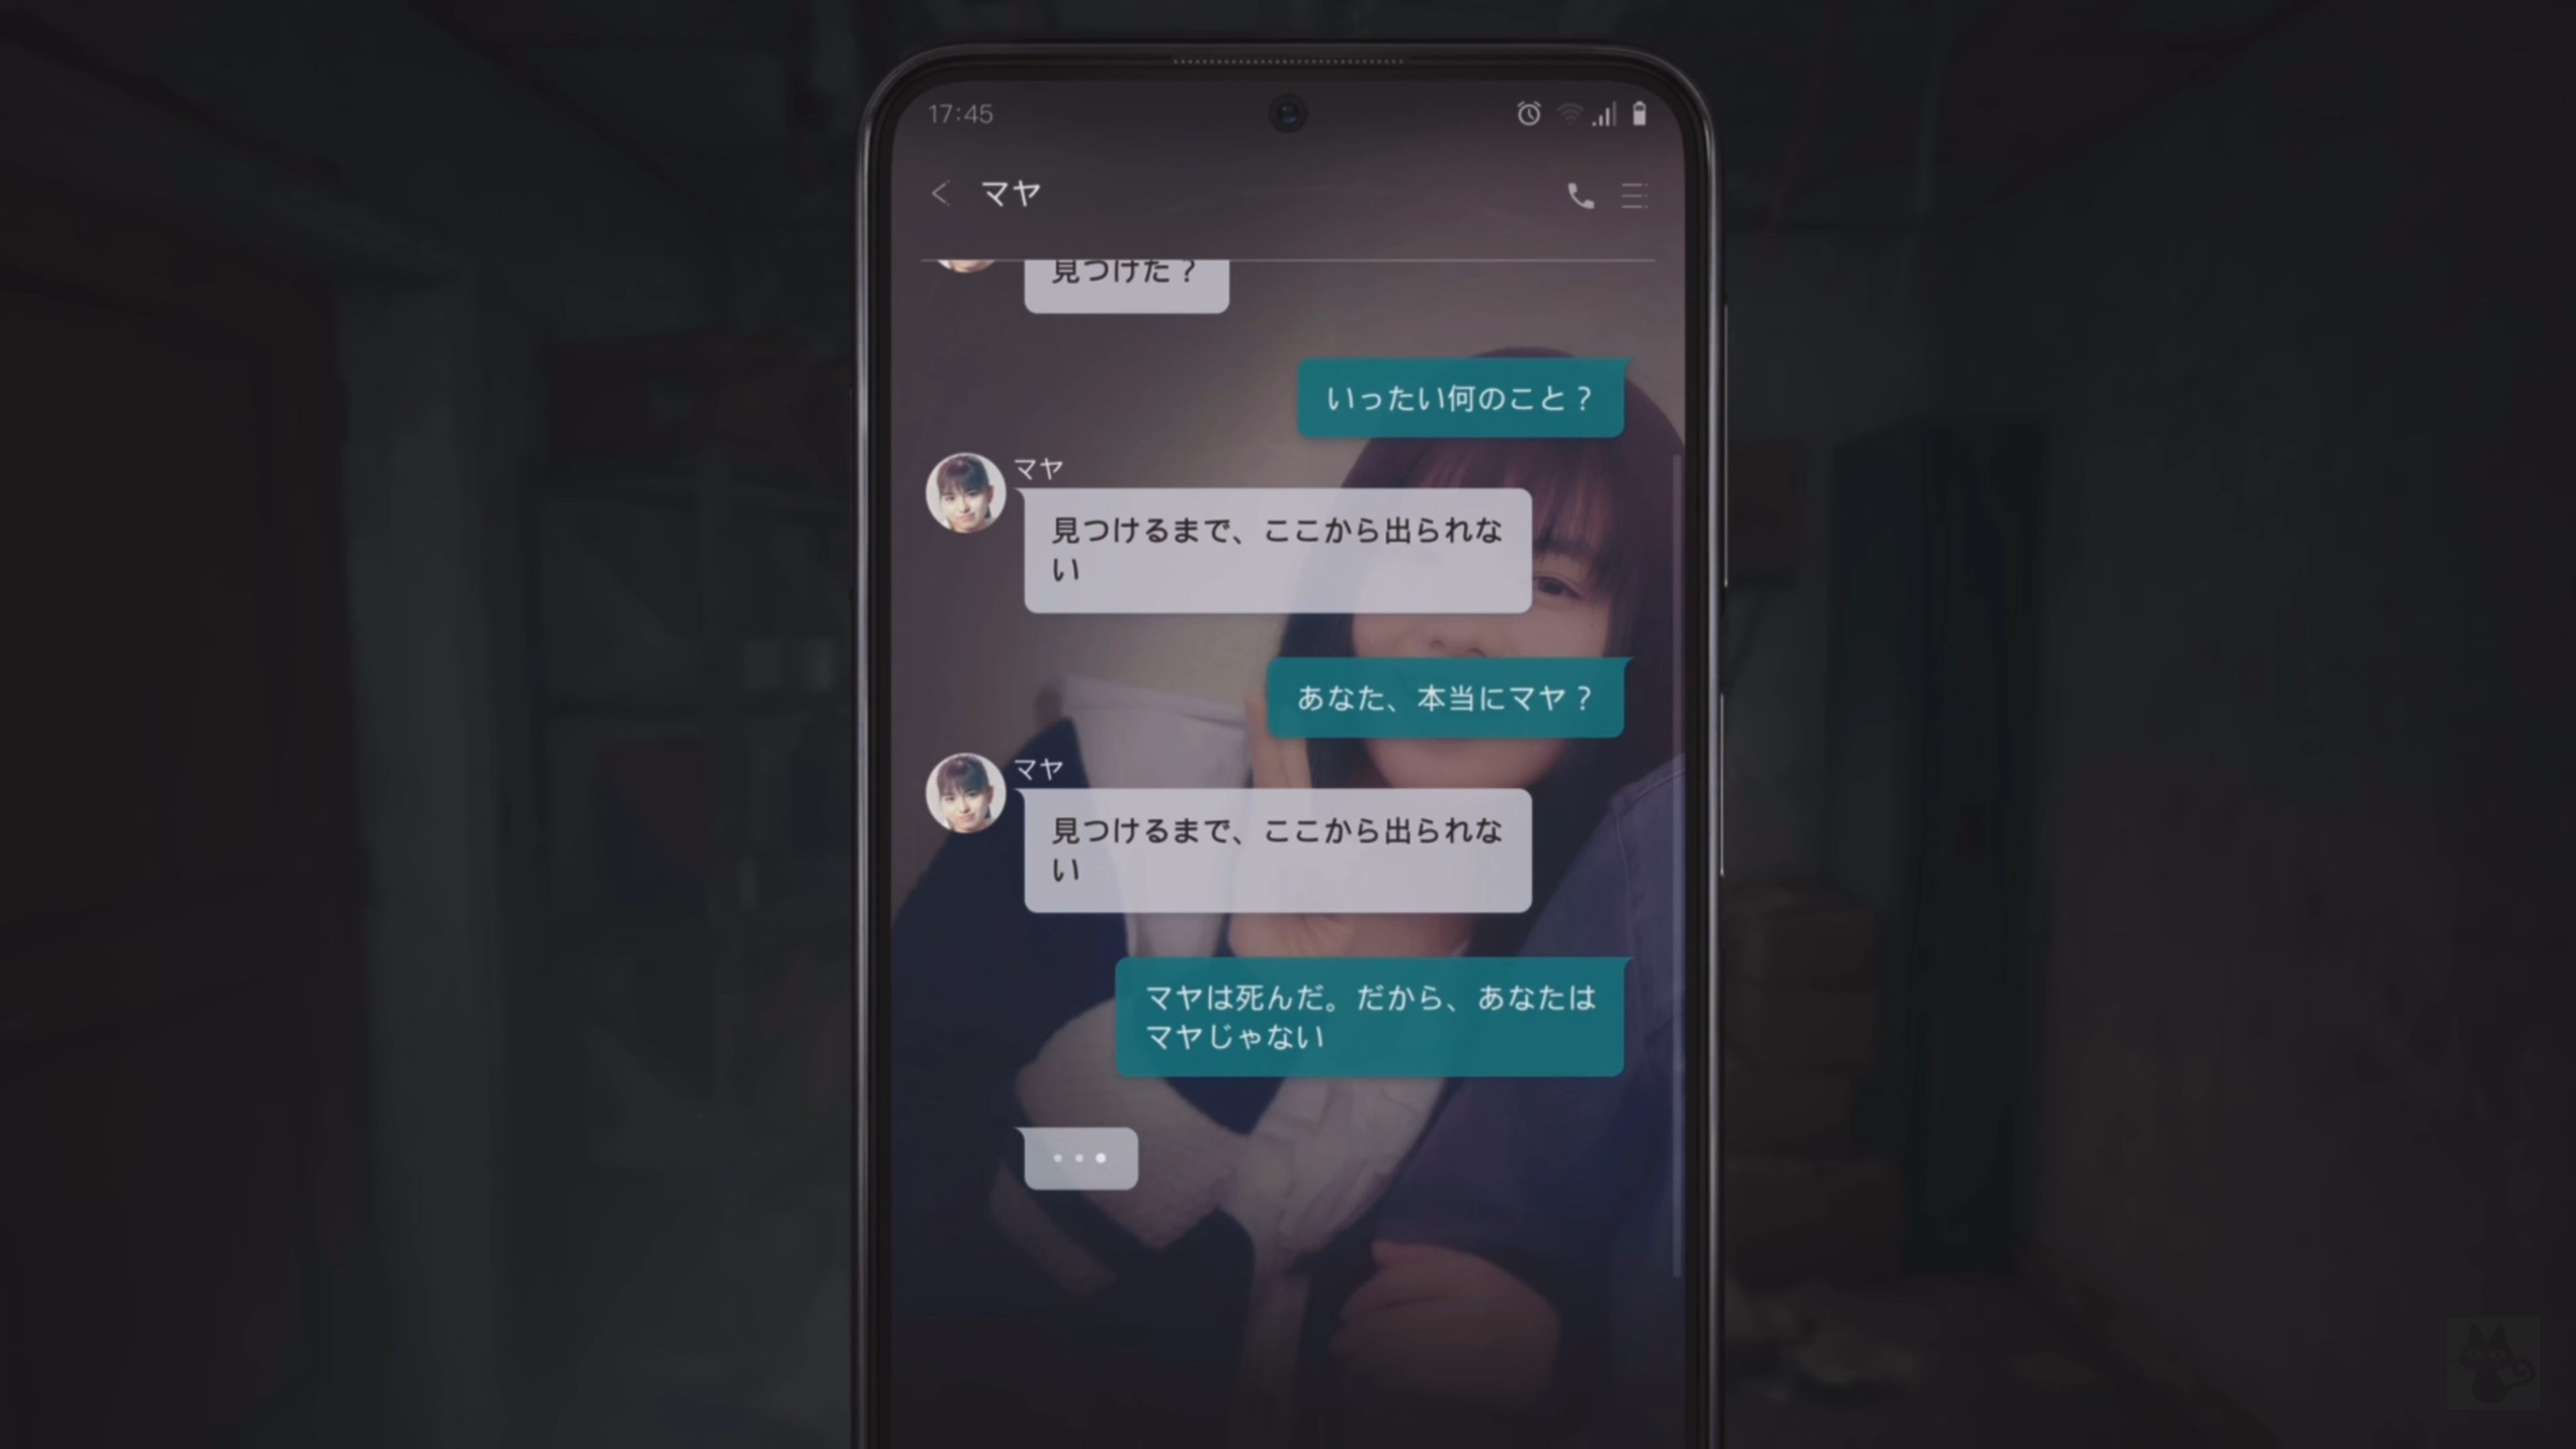 17:45
マヤ
見つけた？
いったい何のこと？
マヤ
見つけるまで、ここから出られな
い
あなた、本当にマヤ？
マヤ
見つけるまで、ここから出られな
い
マヤは死んだ。だから、あなたは
マヤじゃない